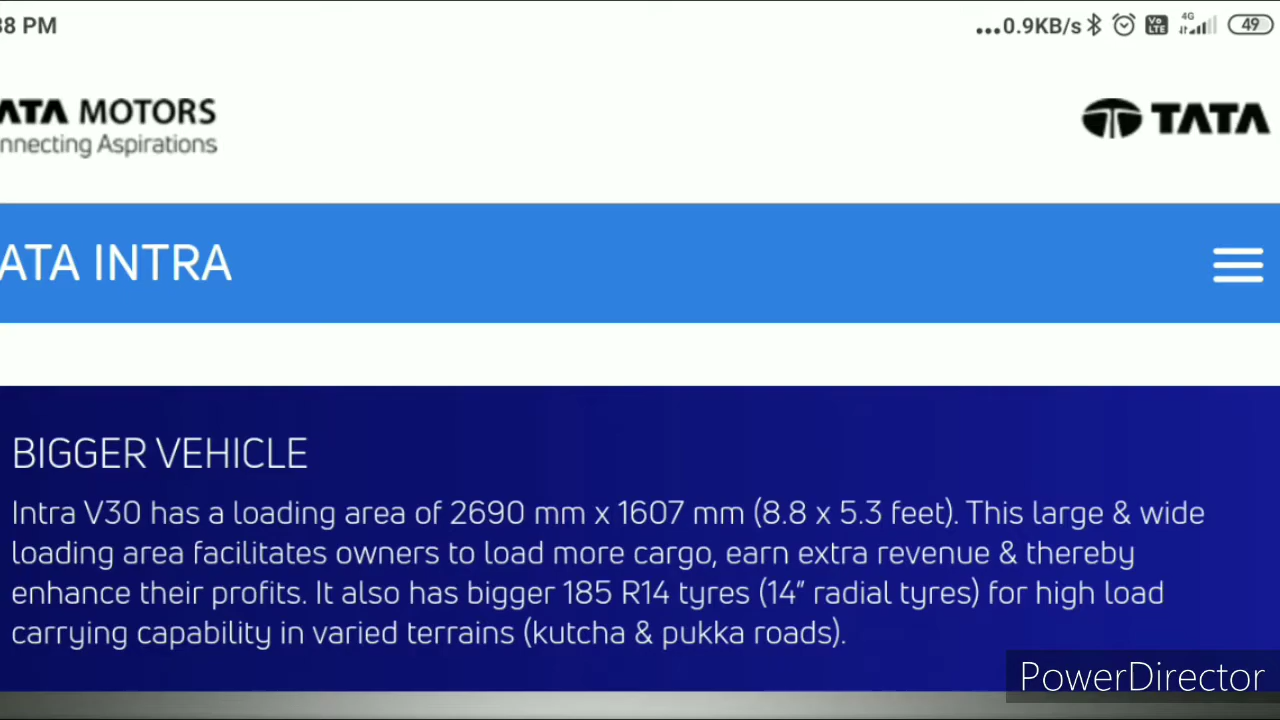 38 PM
...0.9KB/s 4G Vo LTE 49
ATA MOTORS
nnecting Aspirations
TATA
ATA INTRA
BIGGER VEHICLE
Intra V30 has a loading area of 2690 mm x 1607 mm (8.8 x 5.3 feet). This large & wide
loading area facilitates owners to load more cargo, earn extra revenue & thereby
enhance their profits. It also has bigger 185 R14 tyres (14” radial tyres) for high load
carrying capability in varied terrains (kutcha & pukka roads).
PowerDirector